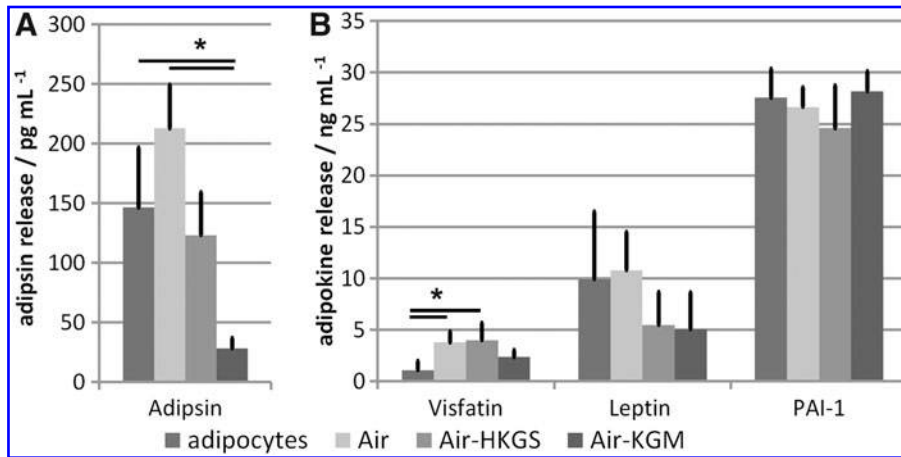 A
adipsin release / pg mL⁻¹
300
250
200
150
100
50
0
*
Adipsin
B
adipokine release / ng mL⁻¹
35
30
25
20
15
10
5
0
*
Visfatin
Leptin
PAI-1
adipocytes Air Air-HKGS Air-KGM